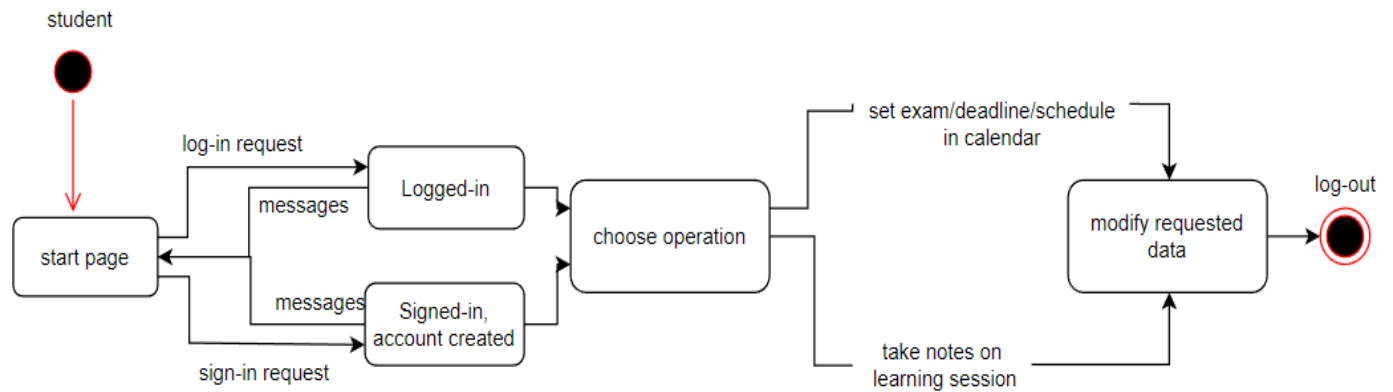 student
log-in request
Logged-in
messages
start page
messages
Signed-in,
account created
sign-in request
choose operation
set exam/deadline/schedule
in calendar
take notes on
learning session
modify requested
data
log-out